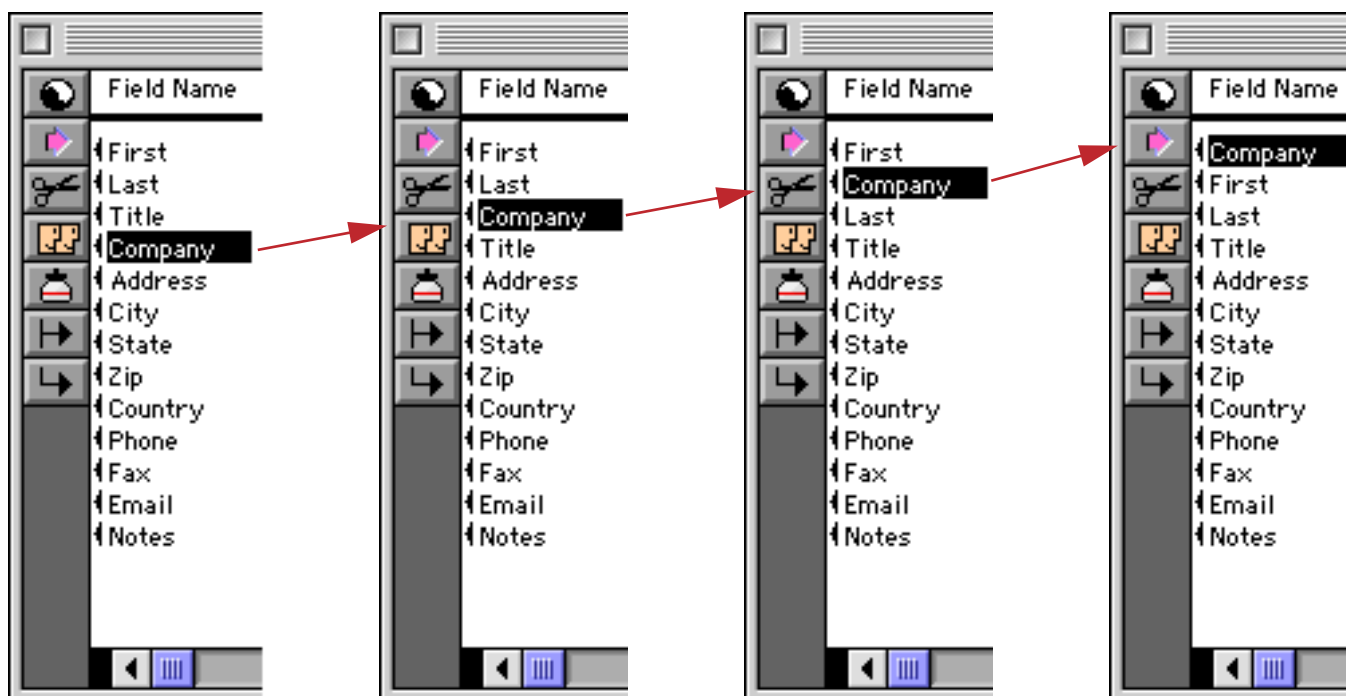 Field Name
First
Last
Title
Company
Address
City
State
Zip
Country
Phone
Fax
Email
Notes
Field Name
First
Last
Company
Title
Address
City
State
Zip
Country
Phone
Fax
Email
Notes
Field Name
First
Company
Last
Title
Address
City
State
Zip
Country
Phone
Fax
Email
Notes
Field Name
Company
First
Last
Title
Address
City
State
Zip
Country
Phone
Fax
Email
Notes